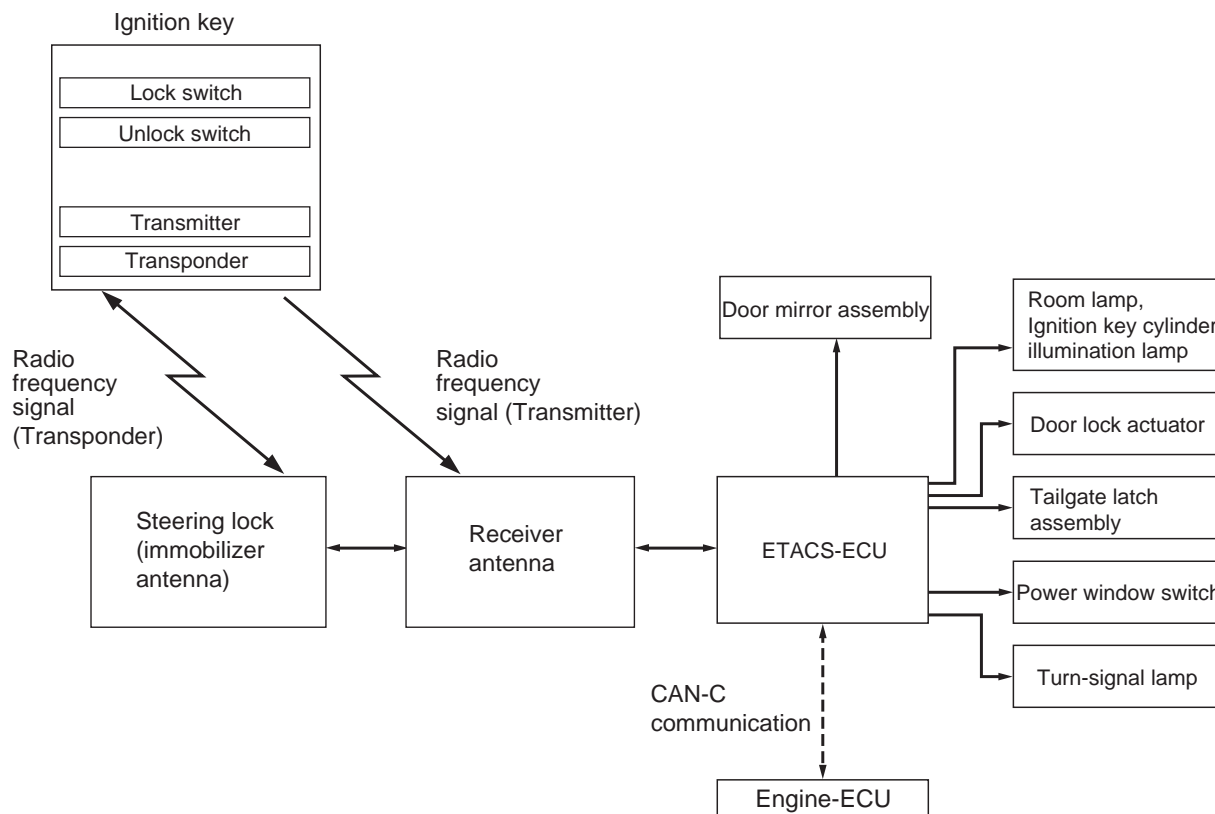 Ignition key
Lock switch
Unlock switch
Transmitter
Transponder
Radio
frequency
signal
(Transponder)
Radio
frequency
signal (Transmitter)
Steering lock
(immobilizer
antenna)
Receiver
antenna
ETACS-ECU
Door mirror assembly
Room lamp,
Ignition key cylinder
illumination lamp
Door lock actuator
Tailgate latch
assembly
Power window switch
Turn-signal lamp
CAN-C
communication
Engine-ECU